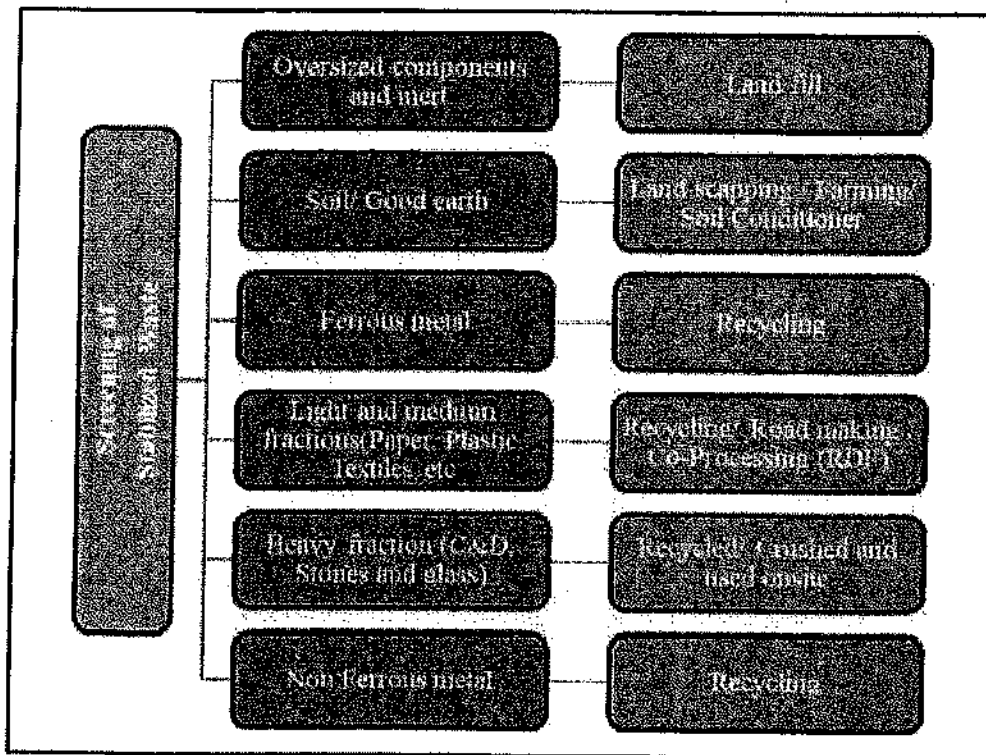 Screening of
Stabilized Waste
Oversized components
and inert
Land fill
Soil/ Good earth
Land scapping / Farming/
Soil Conditioner
Ferrous metal
Recycling
Light and medium
fractions(Paper, Plastic
Textiles, etc
Recycling/ Road making ,
Co-Processing (RDF)
Heavy fraction (C&D
Stones and glass)
Recycled/ Crushed and
used onsite
Non Ferrous metal
Recycling